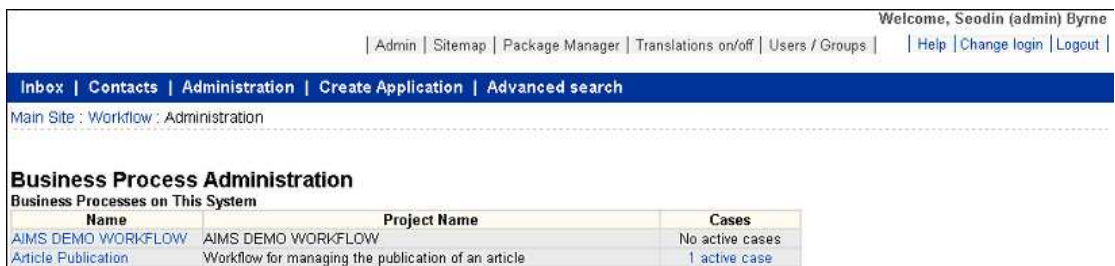 Welcome, Seodin (admin) Byrne
| Admin | Sitemap | Package Manager | Translations on/off | Users / Groups | | Help | Change login | Logout |
Inbox | Contacts | Administration | Create Application | Advanced search
Main Site : Workflow : Administration
Business Process Administration
Business Processes on This System
Name Project Name Cases
AIMS DEMO WORKFLOW AIMS DEMO WORKFLOW No active cases
Article Publication Workflow for managing the publication of an article 1 active case